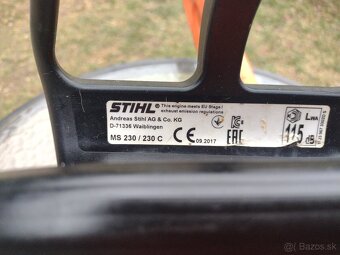 STIHL
This engine meets EU Stage I
exhaust emission regulations
Andreas Stihl AG & Co. KG
D-71336 Waiblingen
MS 230 / 230 C
CE
09.2017
EAC
LWA
115
© Bazos.sk